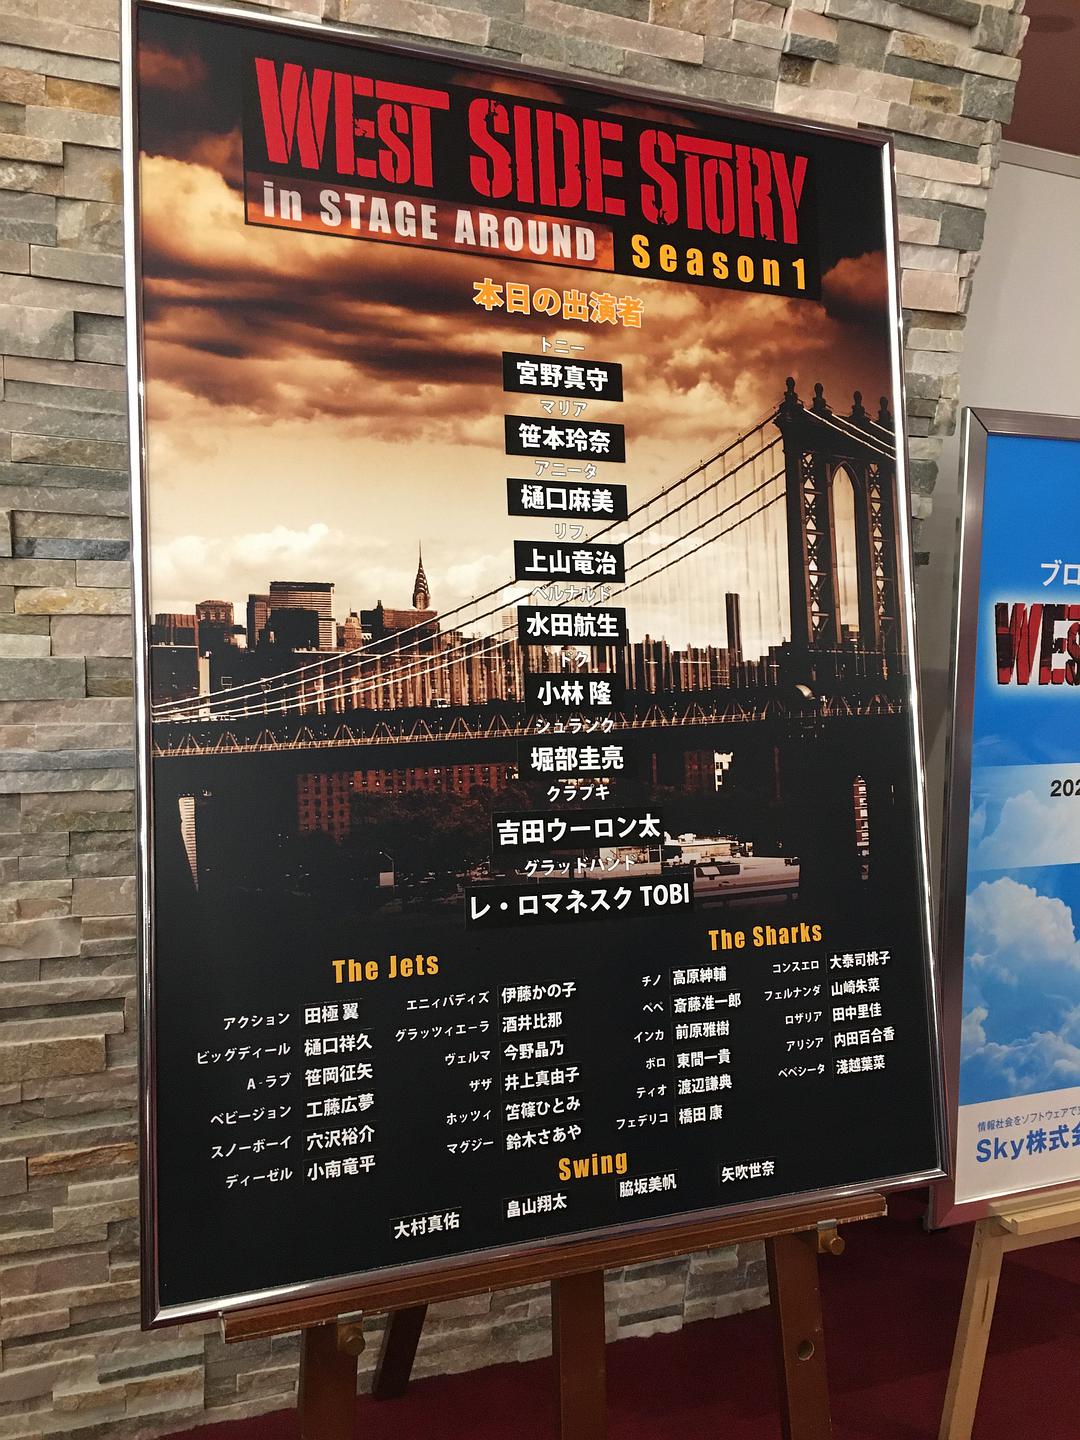 WEST SIDE STORY
in STAGE AROUND Season1
本日の出演者
トニー
宮野真守
マリア
笹本玲奈
アニータ
樋口麻美
リフ
上山竜治
ベルナルド
水田航生
ドク
小林 隆
シュランク
堀部圭亮
クラプキ
吉田ウーロン太
グラッドハンド
レ・ロマネスク TOBI
The Jets
アクション 田極 翼
ビッグディール 樋口祥久
A-ラブ 笹岡征矢
ベビージョン 工藤広夢
スノーボーイ 穴沢裕介
ディーゼル 小南竜平
エニィバディズ 伊藤かの子
グラッツィエーラ 酒井比那
ヴェルマ 今野晶乃
ザザ 井上真由子
ホッツィ 笘篠ひとみ
マグジー 鈴木さあや
The Sharks
チノ 高原紳輔
ペペ 斎藤准一郎
インカ 前原雅樹
ボロ 東間一貴
ティオ 渡辺謙典
フェデリコ 橋田 康
コンスエロ 大泰司桃子
フェルナンダ 山崎朱菜
ロザリア 田中里佳
アリシア 内田百合香
ペペシータ 淺越葉菜
Swing
大村真佑 畠山翔太 脇坂美帆 矢吹世奈
ブロ
WES
202
情報社会をソフトウェアで
Sky株式会